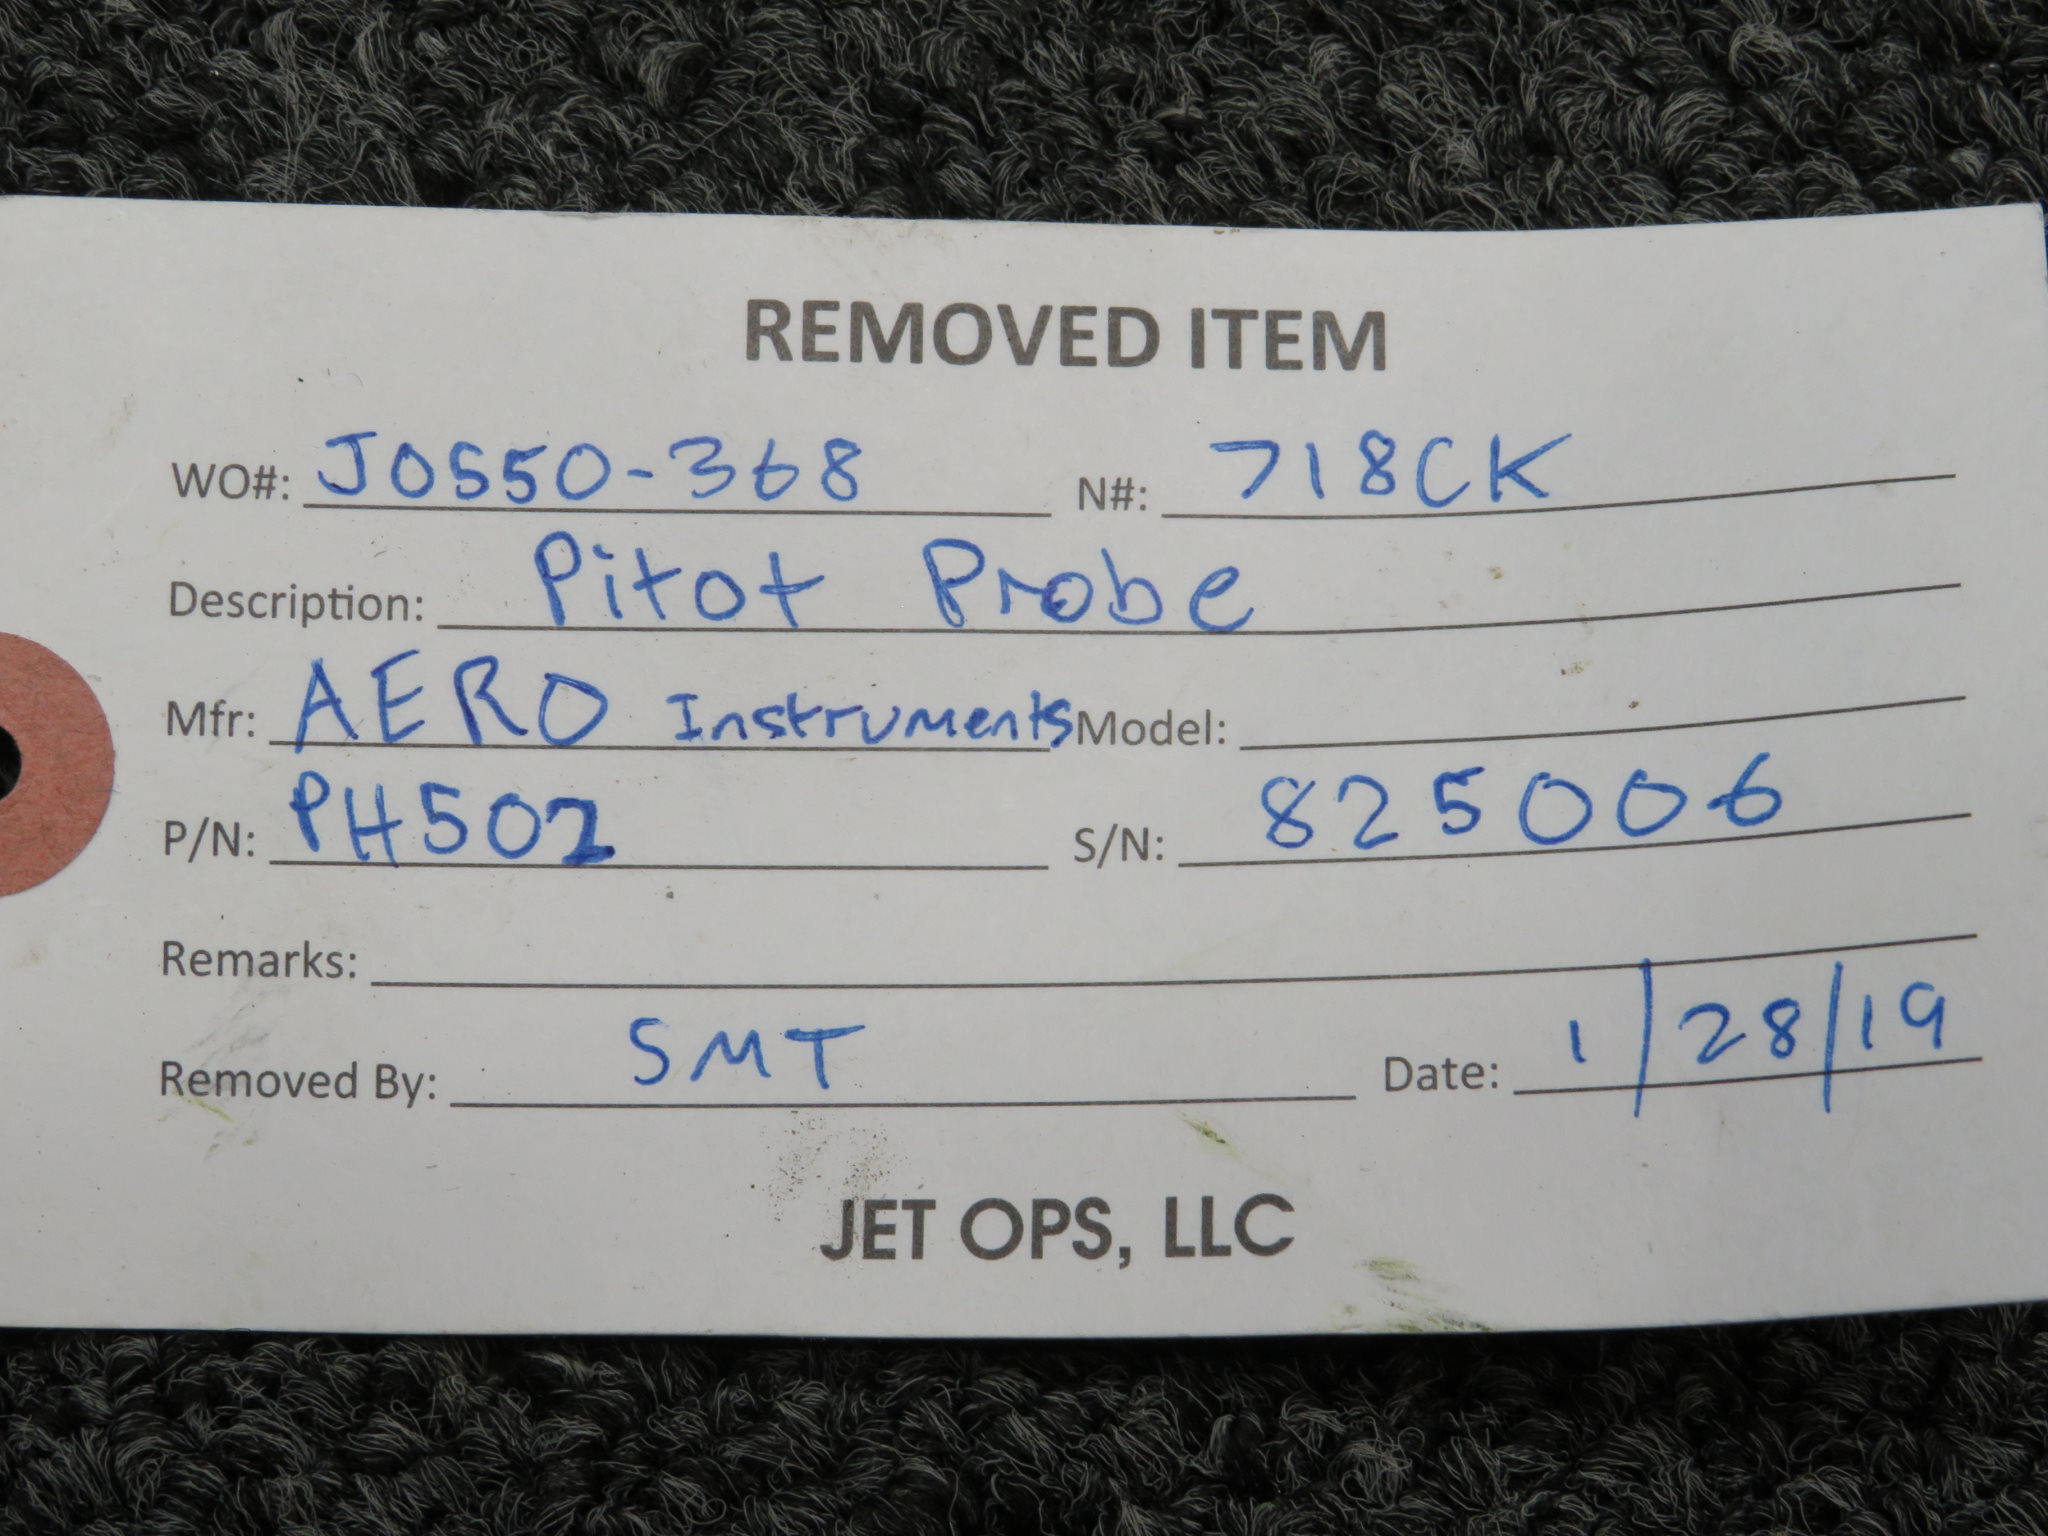 REMOVED ITEM
WO#: JO550-368 N#: 718CK
Description: Pitot Probe
Mfr: AERO Instruments Model:
P/N: PH502 S/N: 825006
Remarks:
Removed By: SMT Date: 1/28/19
JET OPS, LLC